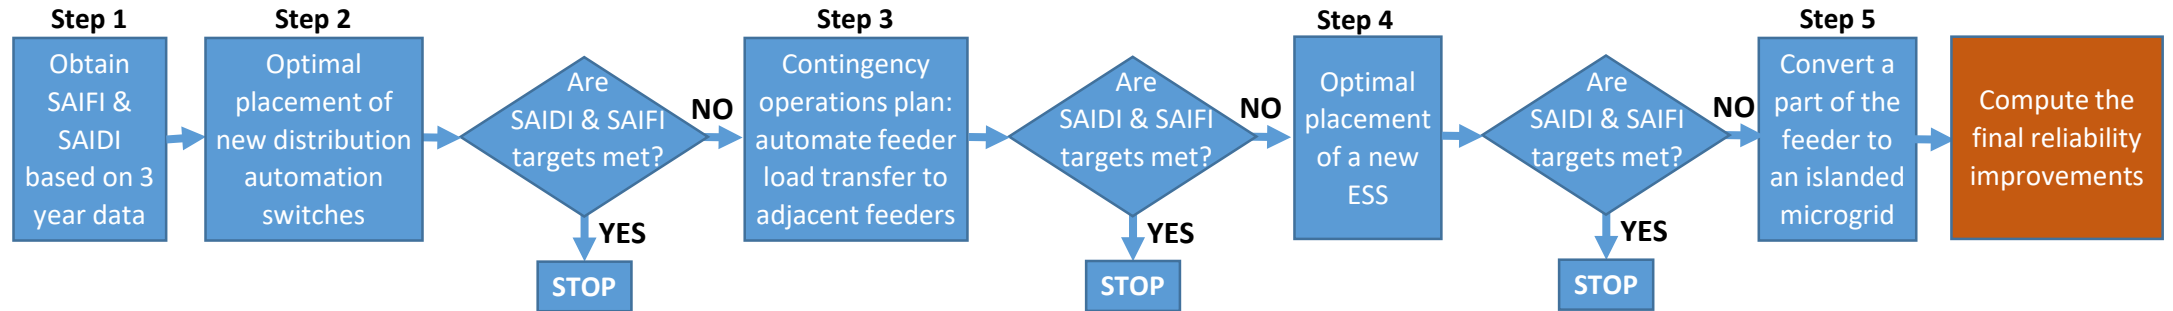 Step 1
Obtain
SAIFI &
SAIDI
based on 3
year data
Step 2
Optimal
placement of
new distribution
automation
switches
Are
SAIDI & SAIFI
targets met?
NO
YES
STOP
Step 3
Contingency
operations plan:
automate feeder
load transfer to
adjacent feeders
Are
SAIDI & SAIFI
targets met?
NO
YES
STOP
Step 4
Optimal
placement
of a new
ESS
Are
SAIDI & SAIFI
targets met?
NO
YES
STOP
Step 5
Convert a
part of the
feeder to
an islanded
microgrid
Compute the
final reliability
improvements